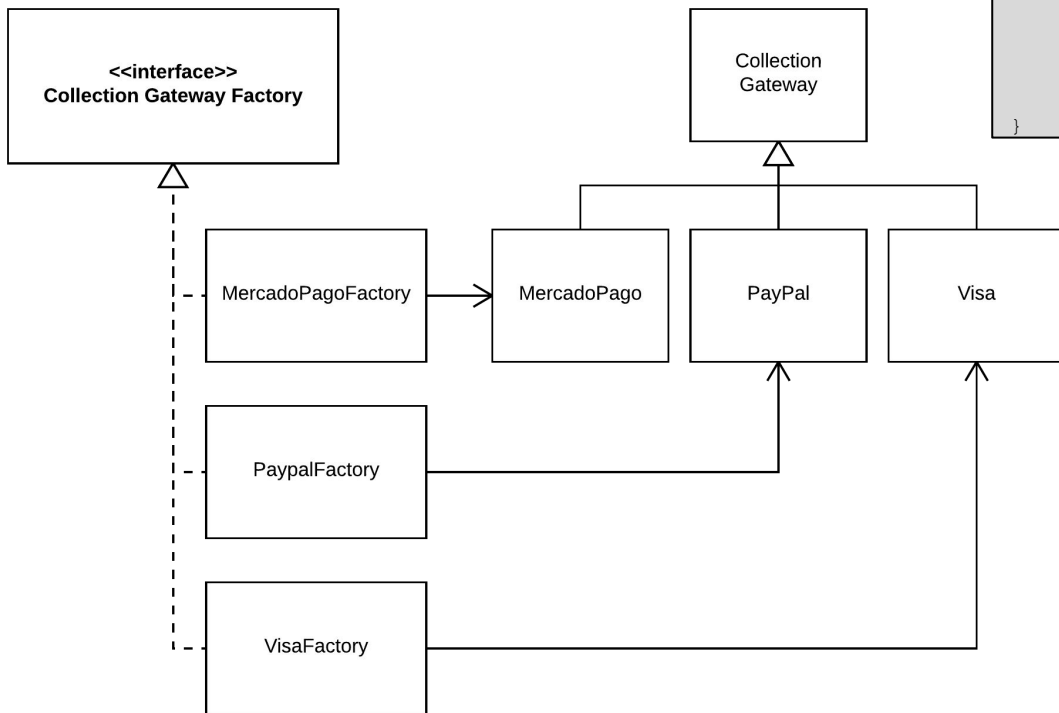 <<interface>>
Collection Gateway Factory
Collection
Gateway
}
MercadoPagoFactory
MercadoPago
PayPal
Visa
PaypalFactory
VisaFactory